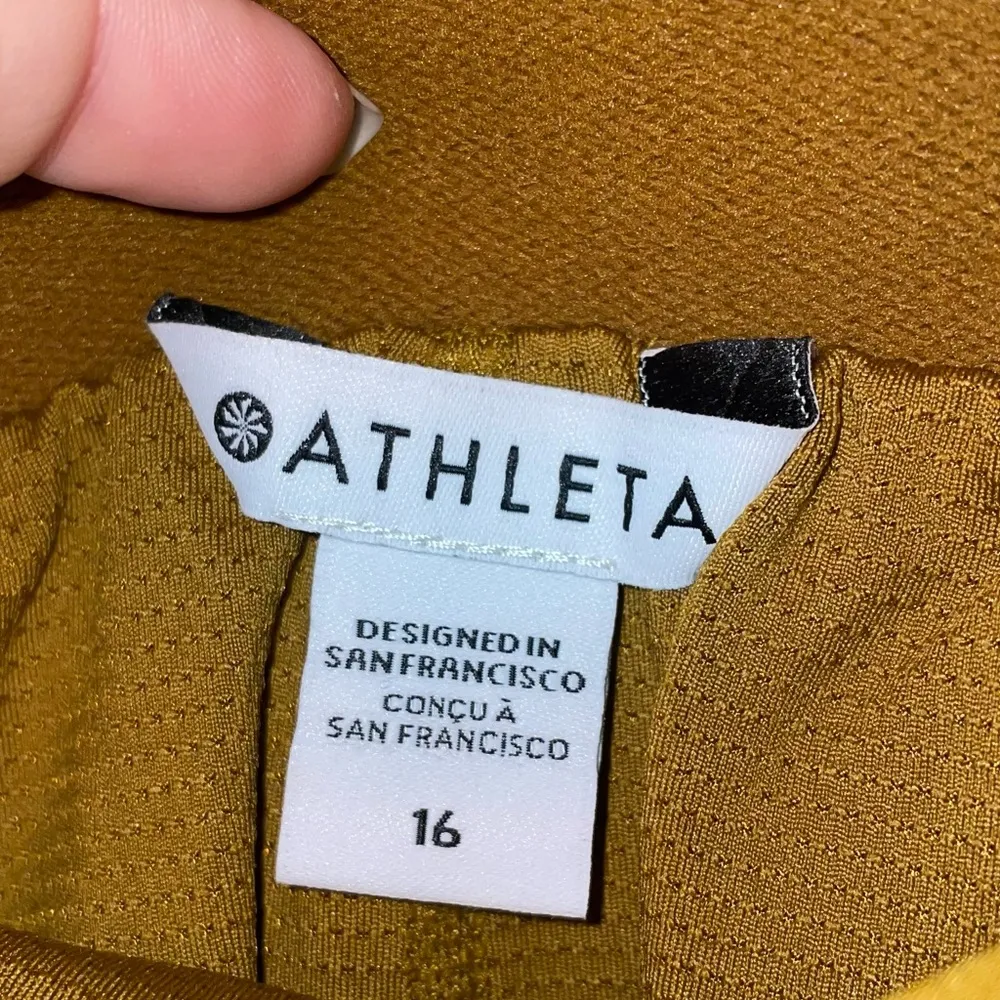 ATHLETA
DESIGNED IN
SAN FRANCISCO
CONÇU À
SAN FRANCISCO
16